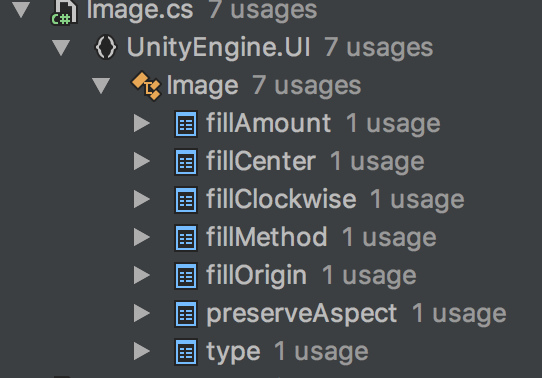 Image.cs 7 usages
UnityEngine.UI 7 usages
Image 7 usages
fillAmount 1 usage
fillCenter 1 usage
fillClockwise 1 usage
fillMethod 1 usage
fillOrigin 1 usage
preserveAspect 1 usage
type 1 usage